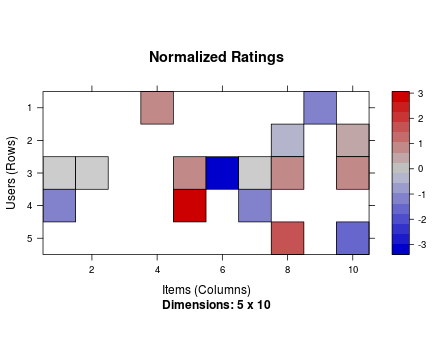 Normalized Ratings
Users (Rows)
1
2
3
4
5
2 4 6 8 10
3
2
1
0
-1
-2
-3
Items (Columns)
Dimensions: 5 x 10